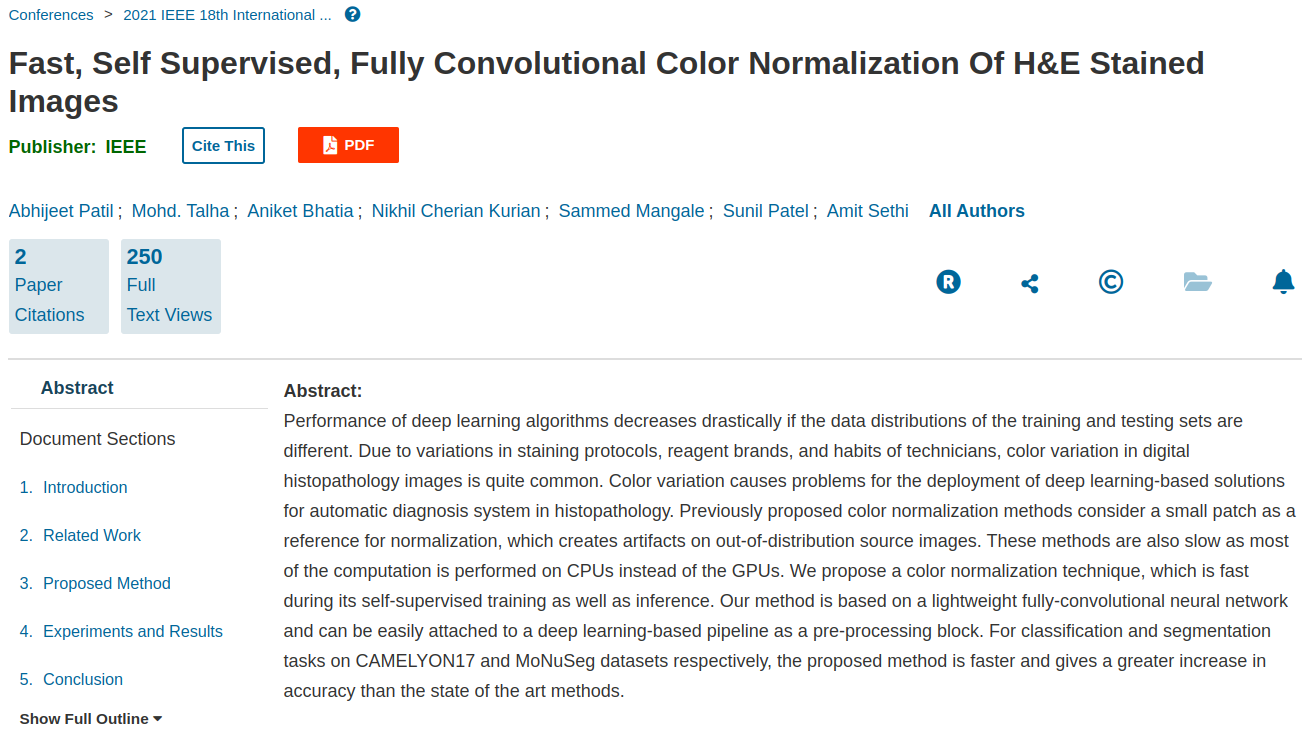 Conferences > 2021 IEEE 18th International ... ?
Fast, Self Supervised, Fully Convolutional Color Normalization Of H&E Stained
Images
Publisher: IEEE Cite This PDF
Abhijeet Patil ; Mohd. Talha ; Aniket Bhatia ; Nikhil Cherian Kurian ; Sammed Mangale ; Sunil Patel ; Amit Sethi All Authors
2
Paper
Citations
250
Full
Text Views
R ©
Abstract
Document Sections
1. Introduction
2. Related Work
3. Proposed Method
4. Experiments and Results
5. Conclusion
Show Full Outline
Abstract:
Performance of deep learning algorithms decreases drastically if the data distributions of the training and testing sets are
different. Due to variations in staining protocols, reagent brands, and habits of technicians, color variation in digital
histopathology images is quite common. Color variation causes problems for the deployment of deep learning-based solutions
for automatic diagnosis system in histopathology. Previously proposed color normalization methods consider a small patch as a
reference for normalization, which creates artifacts on out-of-distribution source images. These methods are also slow as most
of the computation is performed on CPUs instead of the GPUs. We propose a color normalization technique, which is fast
during its self-supervised training as well as inference. Our method is based on a lightweight fully-convolutional neural network
and can be easily attached to a deep learning-based pipeline as a pre-processing block. For classification and segmentation
tasks on CAMELYON17 and MoNuSeg datasets respectively, the proposed method is faster and gives a greater increase in
accuracy than the state of the art methods.